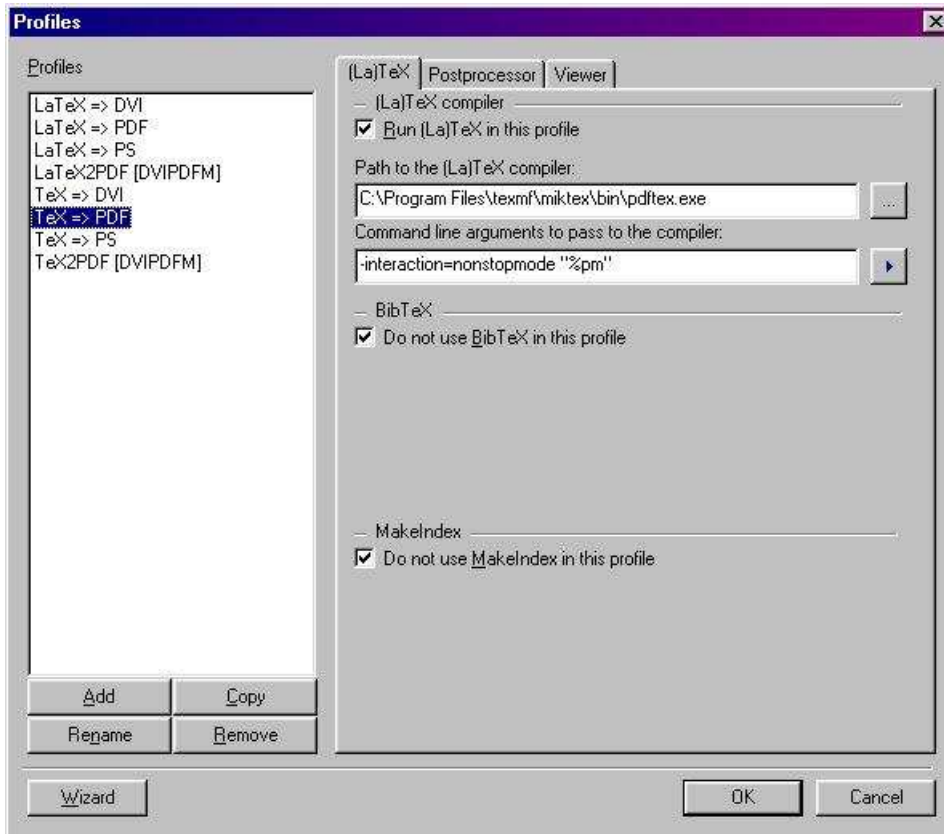 Profiles
Profiles
LaTeX => DVI
LaTeX => PDF
LaTeX => PS
LaTeX2PDF [DVIPDFM]
TeX => DVI
TeX => PDF
TeX => PS
TeX2PDF [DVIPDFM]
Add
Copy
Rename
Remove
(La)TeX
Postprocessor
Viewer
(La)TeX compiler
Run (La)TeX in this profile
Path to the (La)TeX compiler:
C:\Program Files\texmf\miktex\bin\pdftex.exe
...
Command line arguments to pass to the compiler:
-interaction=nonstopmode "%pm"
BibTeX
Do not use BibTeX in this profile
MakeIndex
Do not use MakeIndex in this profile
Wizard
OK
Cancel